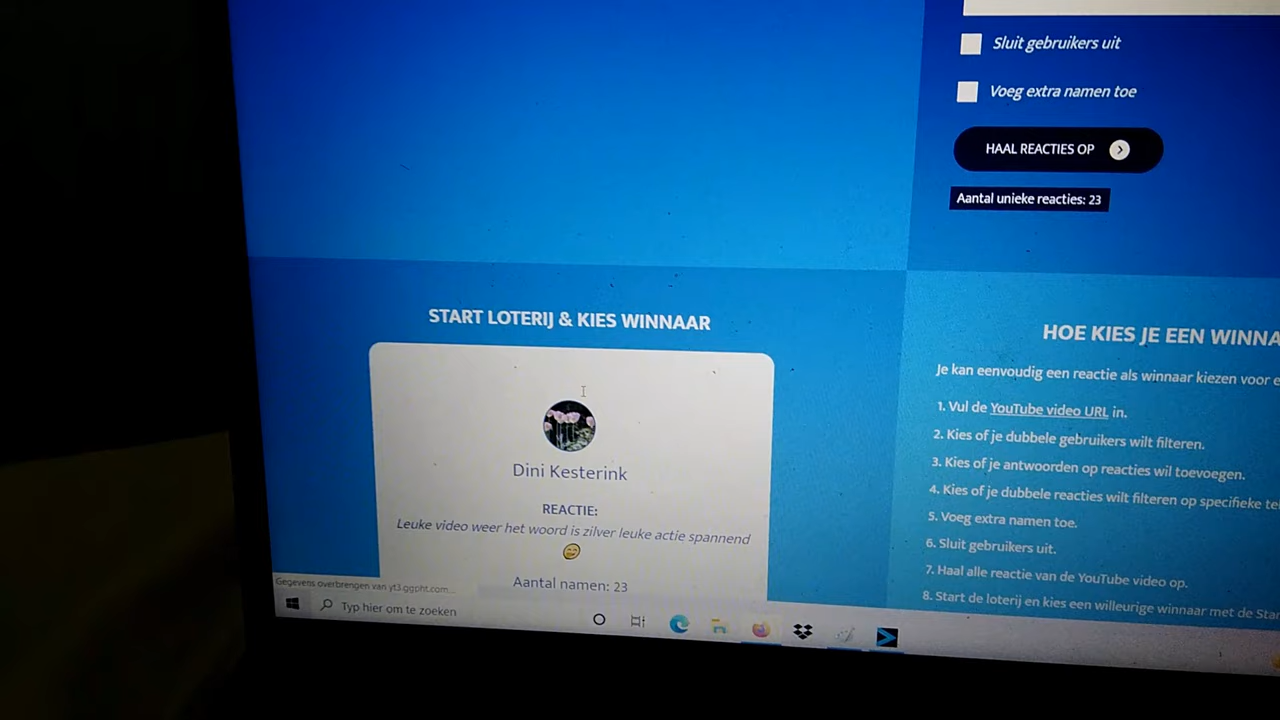 Sluit gebruikers uit
Voeg extra namen toe
HAAL REACTIES OP
Aantal unieke reacties: 23
START LOTERIJ & KIES WINNAAR
Dini Kesterink
REACTIE:
Leuke video weer het woord is zilver leuke actie spannend
Aantal namen: 23
HOE KIES JE EEN
Je kan eenvoudig een reactie als winnaar kiezen voor
1. Vul de YouTube video URL in.
2. Kies of je dubbele gebruikers wilt filteren.
3. Kies of je antwoorden op reacties wil toevoegen.
4. Kies of je dubbele reacties wilt filteren op specifieke
5. Voeg extra namen toe.
6. Sluit gebruikers uit.
7. Haal alle reactie van de YouTube video op.
8. Start de loterij en kies een willeurige winnaar met de
Gegevens overbrengen van yt3.ggpht.com...
Typ hier om te zoeken